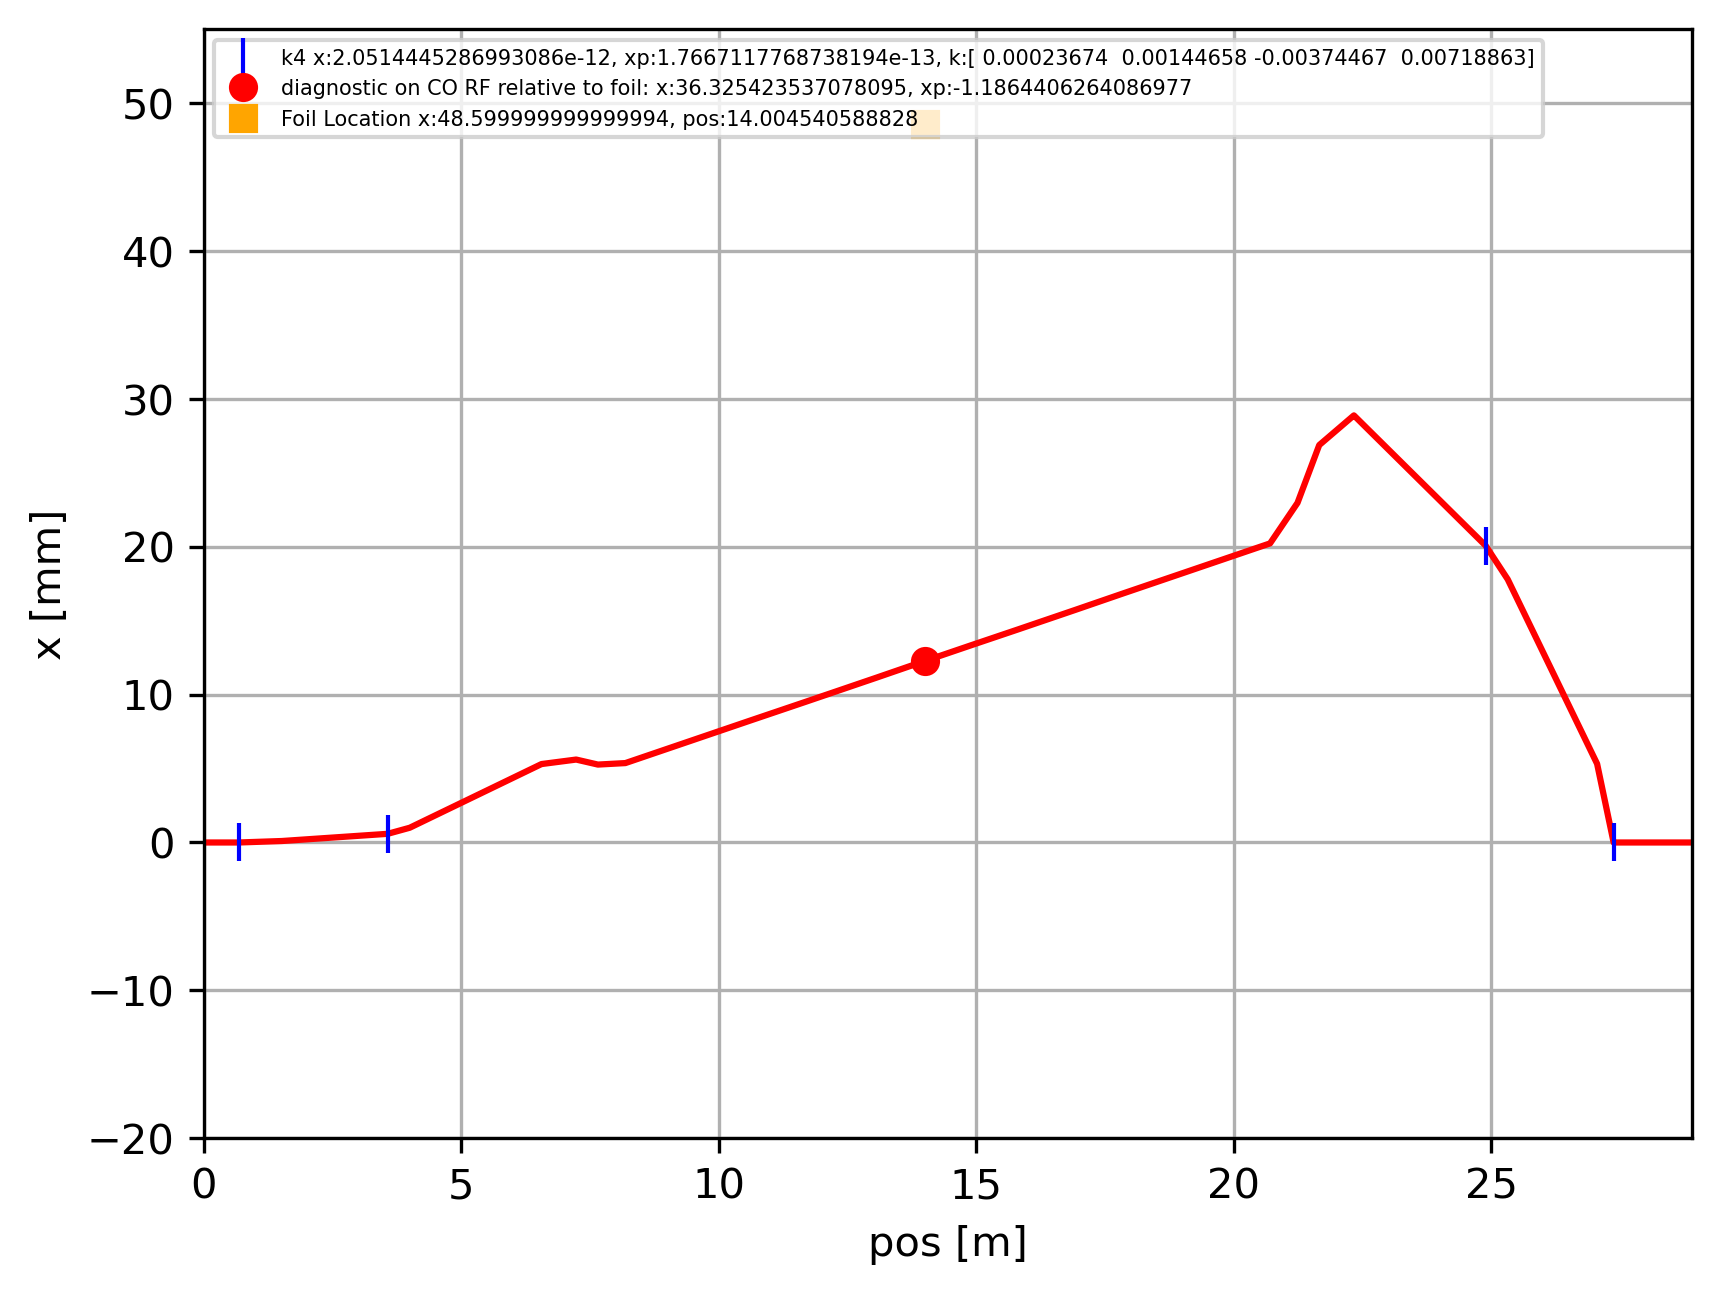 k4 x:2.0514445286993086e-12, xp:1.7667117768738194e-13, k:[ 0.00023674  0.00144658 -0.00374467  0.00718863]
diagnostic on CO RF relative to foil: x:36.325423537078095, xp:-1.1864406264086977
Foil Location x:48.599999999999994, pos:14.004540588828
50
40
30
20
10
0
−10
−20
x [mm]
0 5 10 15 20 25
pos [m]